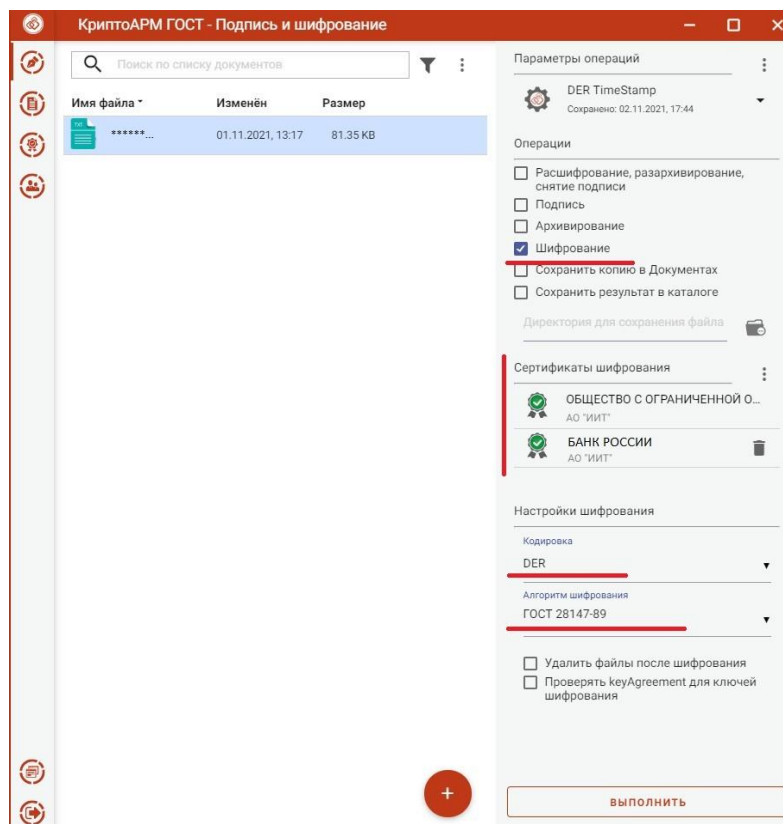 КриптоАРМ ГОСТ - Подпись и шифрование
Поиск по списку документов
Имя файла Изменён Размер
TXT
******... 01.11.2021, 13:17 81.35 KB
Параметры операций
DER TimeStamp
Сохранено: 02.11.2021, 17:44
Операции
Расшифрование, разархивирование,
снятие подписи
Подпись
Архивирование
Шифрование
Сохранить копию в Документах
Сохранить результат в каталоге
Директория для сохранения файла
Сертификаты шифрования
ОБЩЕСТВО С ОГРАНИЧЕННОЙ О...
АО "ИИТ"
БАНК РОССИИ
АО "ИИТ"
Настройки шифрования
Кодировка
DER
Алгоритм шифрования
ГОСТ 28147-89
Удалить файлы после шифрования
Проверять keyAgreement для ключей
шифрования
+
ВЫПОЛНИТЬ